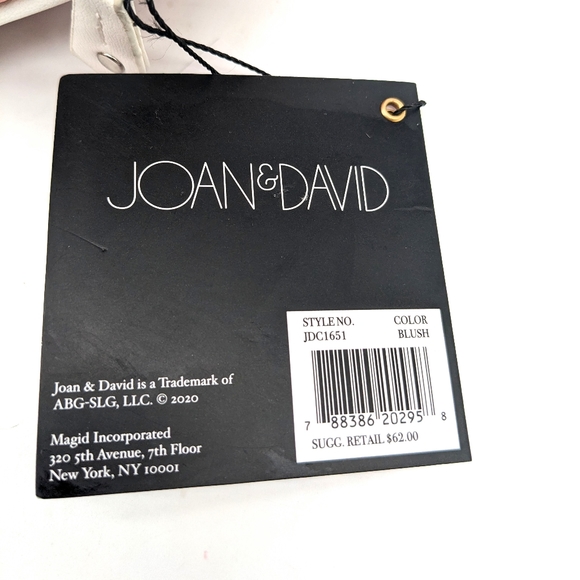 JOAN&DAVID
STYLE NO. COLOR
JDC1651 BLUSH
7 88386 20295 8
SUGG. RETAIL $62.00
Joan & David is a Trademark of
ABG-SLG, LLC. © 2020
Magid Incorporated
320 5th Avenue, 7th Floor
New York, NY 10001